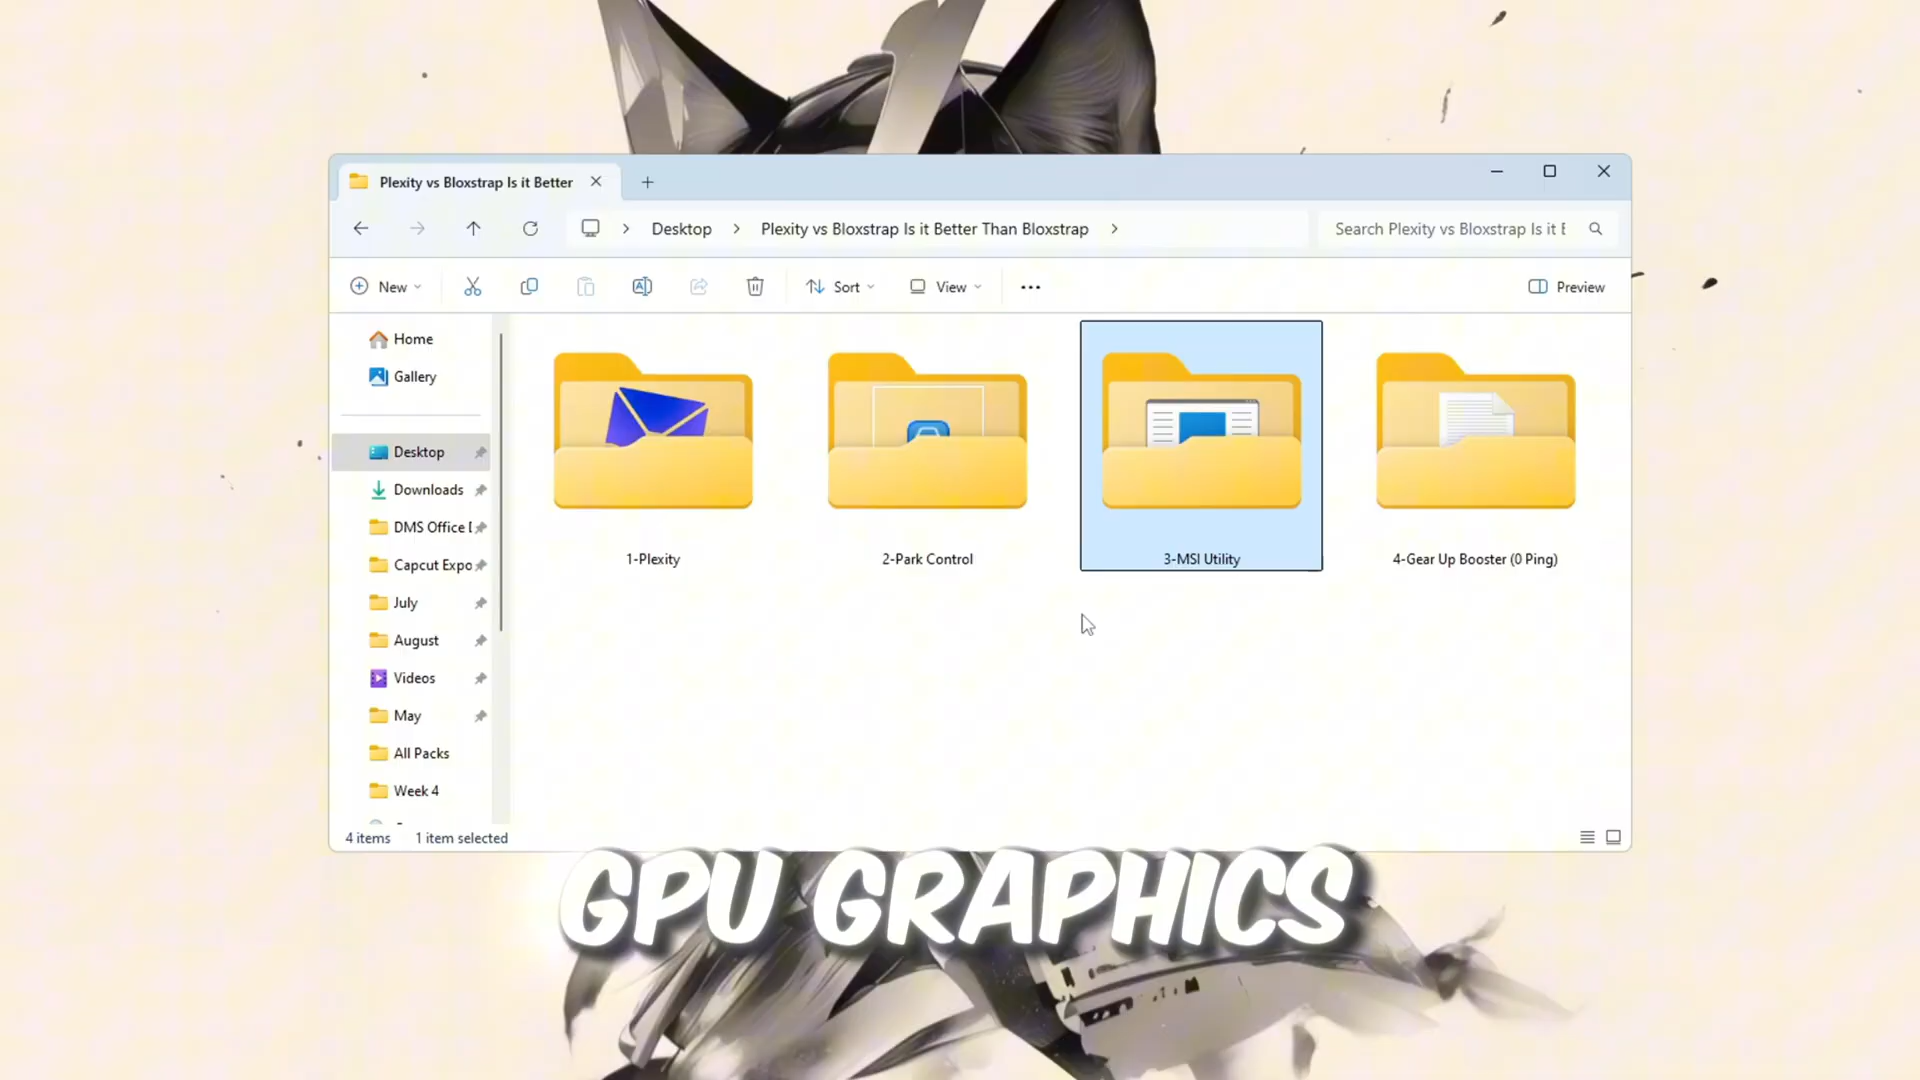 Plexity vs Bloxstrap Is it Better
Desktop
Plexity vs Bloxstrap Is it Better Than Bloxstrap
Search Plexity vs Bloxstrap Is it B
New
Sort
View
Preview
Home
Gallery
Desktop
Downloads
DMS Office
Capcut Expo
July
August
Videos
May
All Packs
Week 4
1-Plexity
2-Park Control
3-MSI Utility
4-Gear Up Booster (0 Ping)
4 items
1 item selected
GPU GRAPHICS